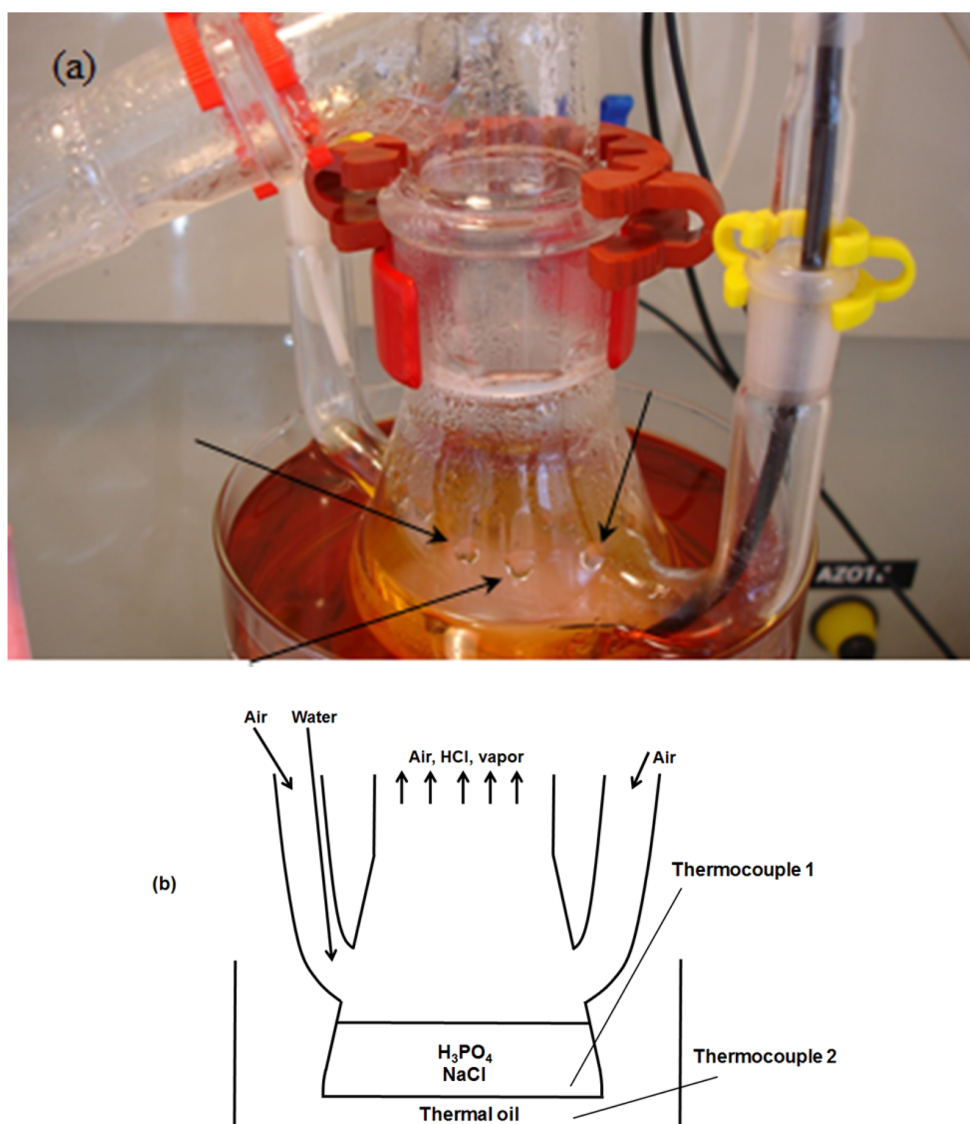 (a)
AZOT
Air Water
Air, HCl, vapor
Air
Thermocouple 1
(b)
H₃PO₄
NaCl
Thermocouple 2
Thermal oil